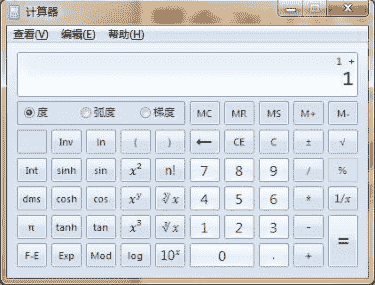 计算器
查看(V) 编辑(E) 帮助(H)
1 +
1
度 弧度 梯度 MC MR MS M+ M-
Inv ln ( ) ← CE C ± √
Int sinh sin x² n! 7 8 9 / %
dms cosh cos xʸ ʸ√x 4 5 6 * 1/x
π tanh tan x³ ³√x 1 2 3 - =
F-E Exp Mod log 10ˣ 0 . +